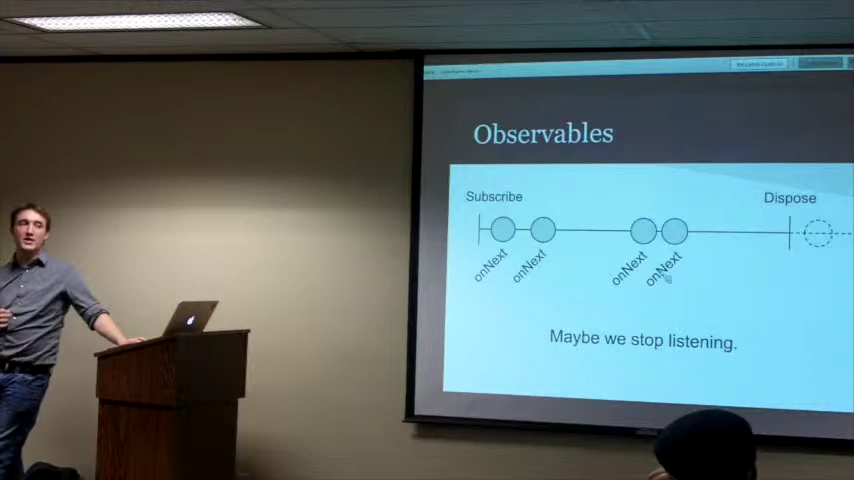 Observables
Subscribe
Dispose
onNext
onNext
onNext
onNext
Maybe we stop listening.